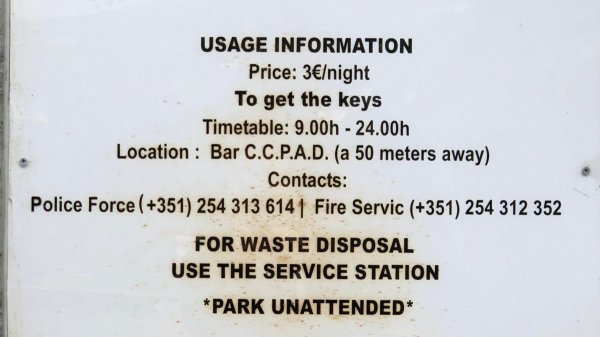 USAGE INFORMATION
Price: 3€/night
To get the keys
Timetable: 9.00h - 24.00h
Location : Bar C.C.P.A.D. (a 50 meters away)
Contacts:
Police Force (+351) 254 313 614 | Fire Servic (+351) 254 312 352
FOR WASTE DISPOSAL
USE THE SERVICE STATION
*PARK UNATTENDED*